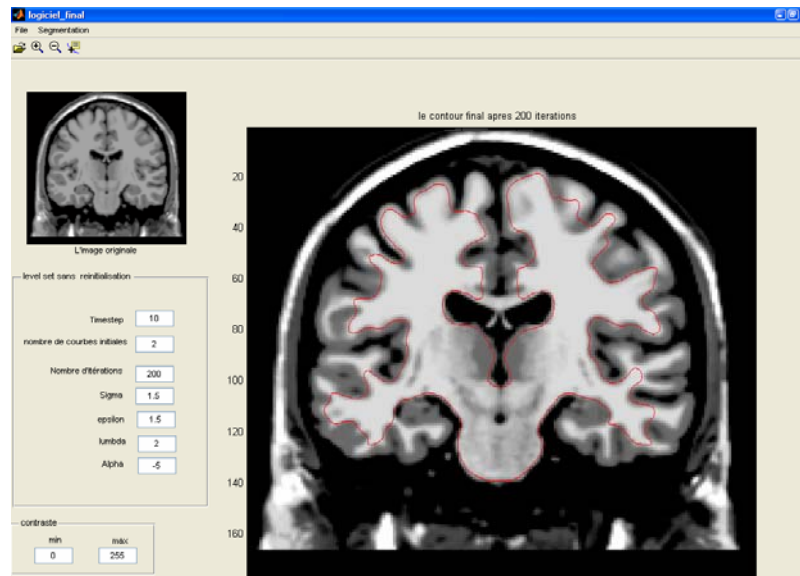 logiciel_final
File Segmentation
L'image originale
level set sans reinitialisation
Timestep 10
nombre de courbes initiales 2
Nombre d'itérations 200
Sigma 1.5
epsilon 1.5
lumbda 2
Alpha -5
contraste
min max
0 255
le contour final apres 200 iterations
20
40
60
80
100
120
140
160